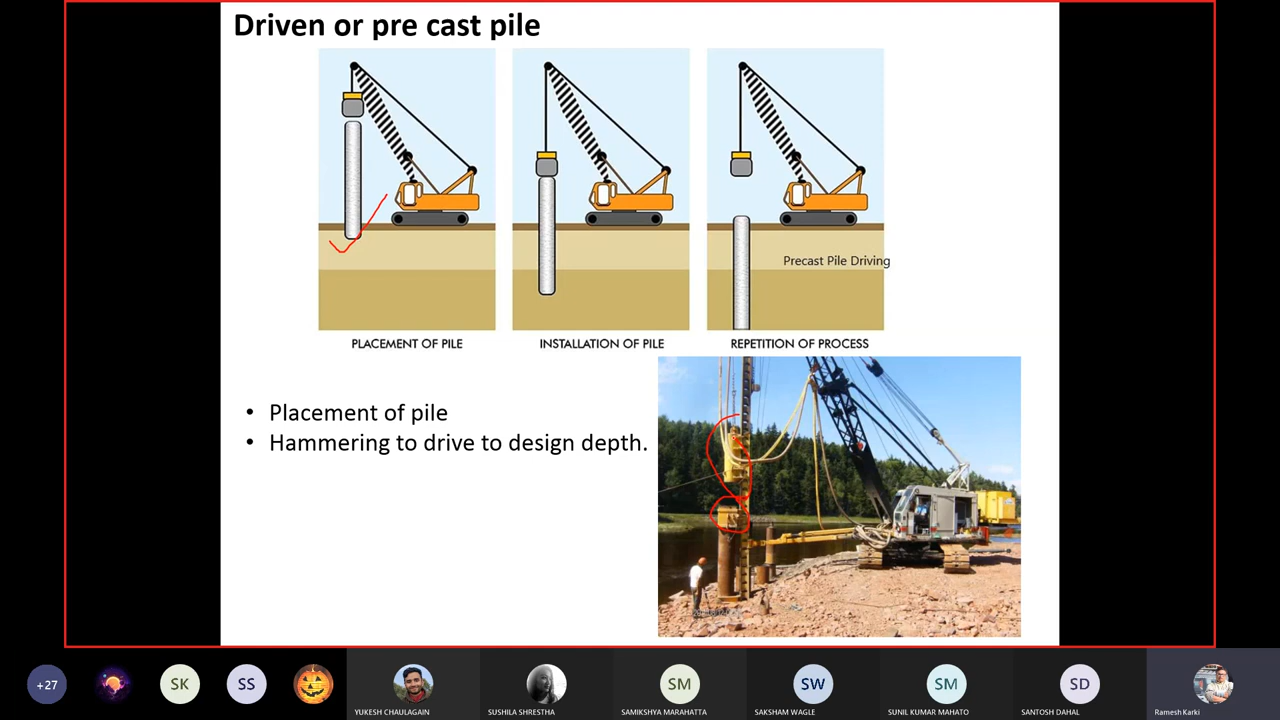 Driven or pre cast pile
Precast Pile Driving
PLACEMENT OF PILE
INSTALLATION OF PILE
REPETITION OF PROCESS
• Placement of pile
• Hammering to drive to design depth.
+27
SK
SS
SM
SW
SM
SD
YUKESH CHAULAGAIN
SUSHILA SHRESTHA
SAMIKSHYA MARAHATTA
SAKSHAM WAGLE
SUNIL KUMAR MAHATO
SANTOSH DAHAL
Ramesh Karki